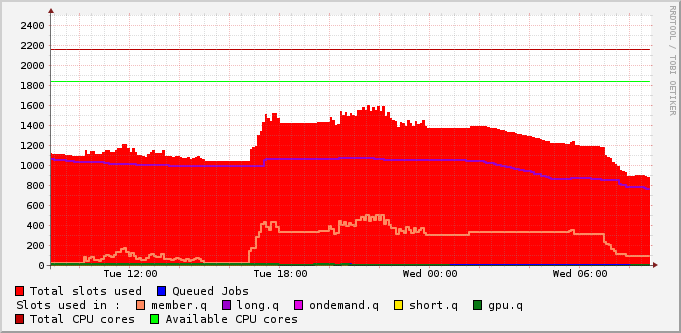 2400
2200
2000
1800
1600
1400
1200
1000
800
600
400
200
0
Tue 12:00 Tue 18:00 Wed 00:00 Wed 06:00
Total slots used Queued Jobs
Slots used in : member.q long.q ondemand.q short.q gpu.q
Total CPU cores Available CPU cores
RRDTOOL / TOBI OETIKER